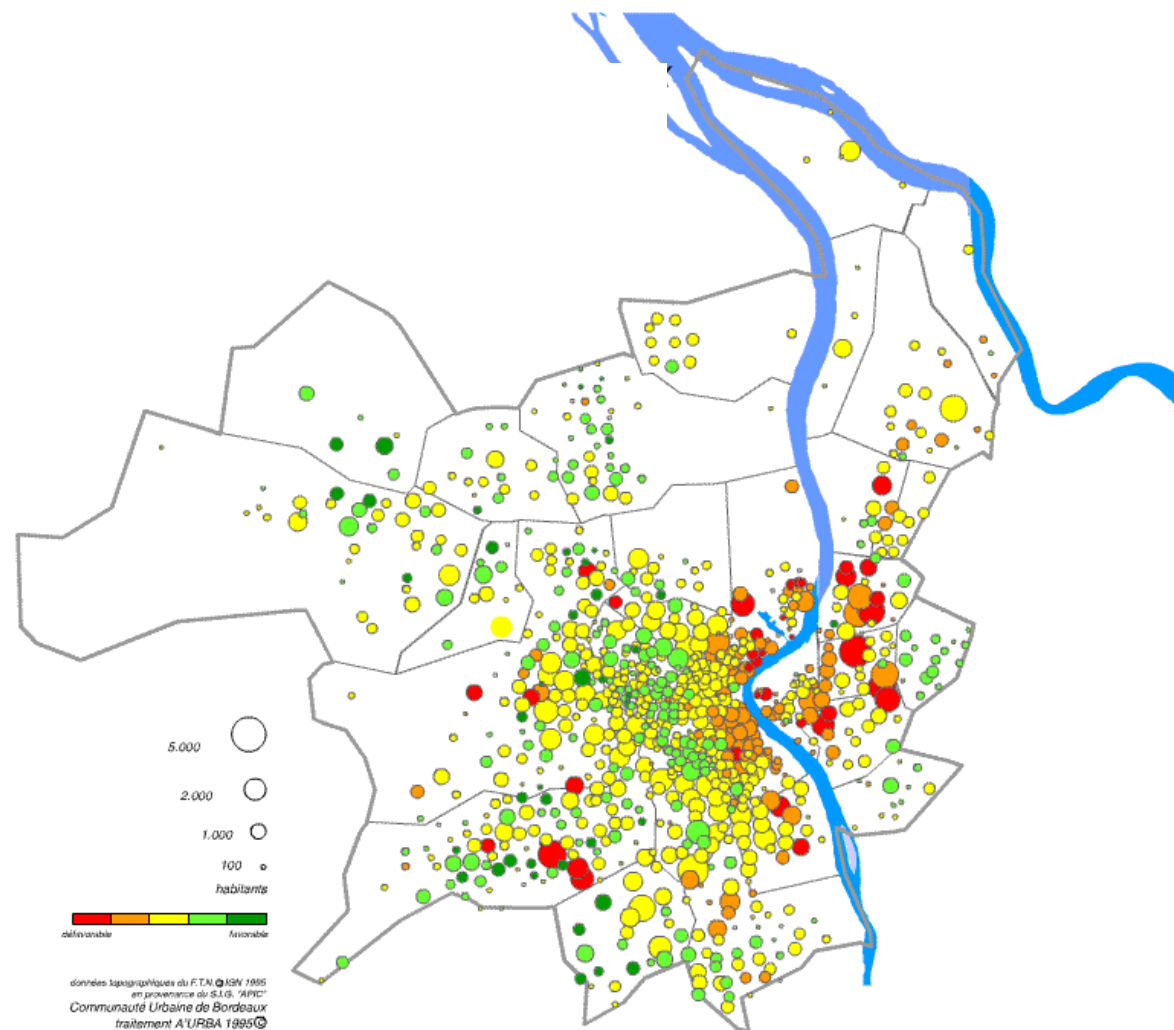 5.000
2.000
1.000
100
habitants
défavorable
favorable
données topographiques du F.T.N. © IGN 1995
en provenance du S.I.G. "APIC"
Communauté Urbaine de Bordeaux
traitement A'URBA 1995 ©